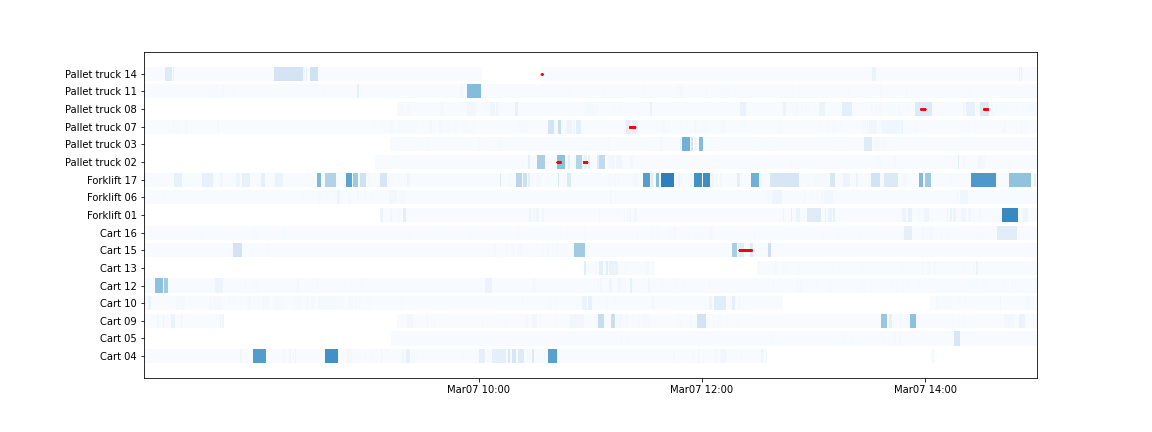 Pallet truck 14
Pallet truck 11
Pallet truck 08
Pallet truck 07
Pallet truck 03
Pallet truck 02
Forklift 17
Forklift 06
Forklift 01
Cart 16
Cart 15
Cart 13
Cart 12
Cart 10
Cart 09
Cart 05
Cart 04
Mar07 10:00 Mar07 12:00 Mar07 14:00